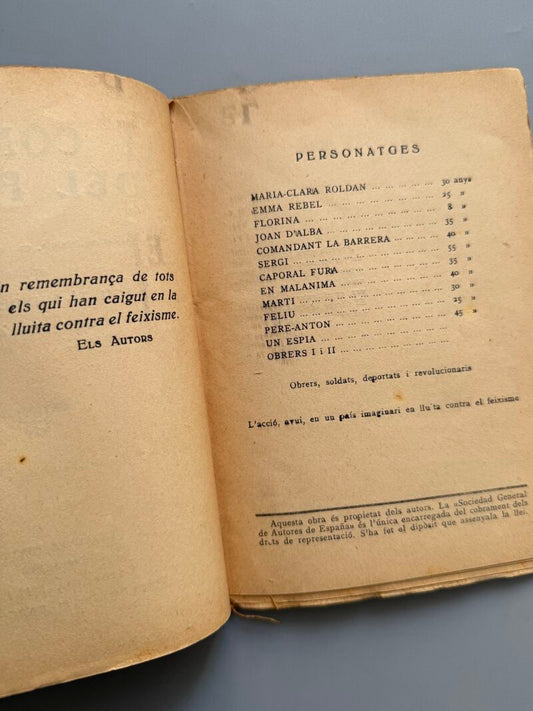 n remembrança de tots
els qui han caigut en la
lluita contra el feixisme.
ELS AUTORS
PERSONATGES
MARIA-CLARA ROLDAN ... ... ... ... 30 anys
EMMA REBEL ... ... ... ... ... ... ... 25 »
FLORINA ... ... ... ... ... ... ... ... ... 8 »
JOAN D'ALBA ... ... ... ... ... ... ... 35 »
COMANDANT LA BARRERA ... ... ... 40 »
SERGI ... ... ... ... ... ... ... ... ... 55 »
CAPORAL FURA ... ... ... ... ... ... 35 »
EN MALANIMA ... ... ... ... ... ... ... 40 »
MARTI ... ... ... ... ... ... ... ... ... 30 »
FELIU ... ... ... ... ... ... ... ... ... 25 »
PERE-ANTON ... ... ... ... ... ... ... 45 »
UN ESPIA ... ... ... ... ... ... ... ...
OBRERS I i II ... ... ... ... ... ... ...
Obrers, soldats, deportats i revolucionaris
L'acció, avui, en un país imaginari en llu'ta contra el feixisme
Aquesta obra és propietat dels autors. La «Sociedad General
de Autores de España» és l'única encarregada del cobrament dels
drets de representació. S'ha fet el dipòsit que assenyala la llei.